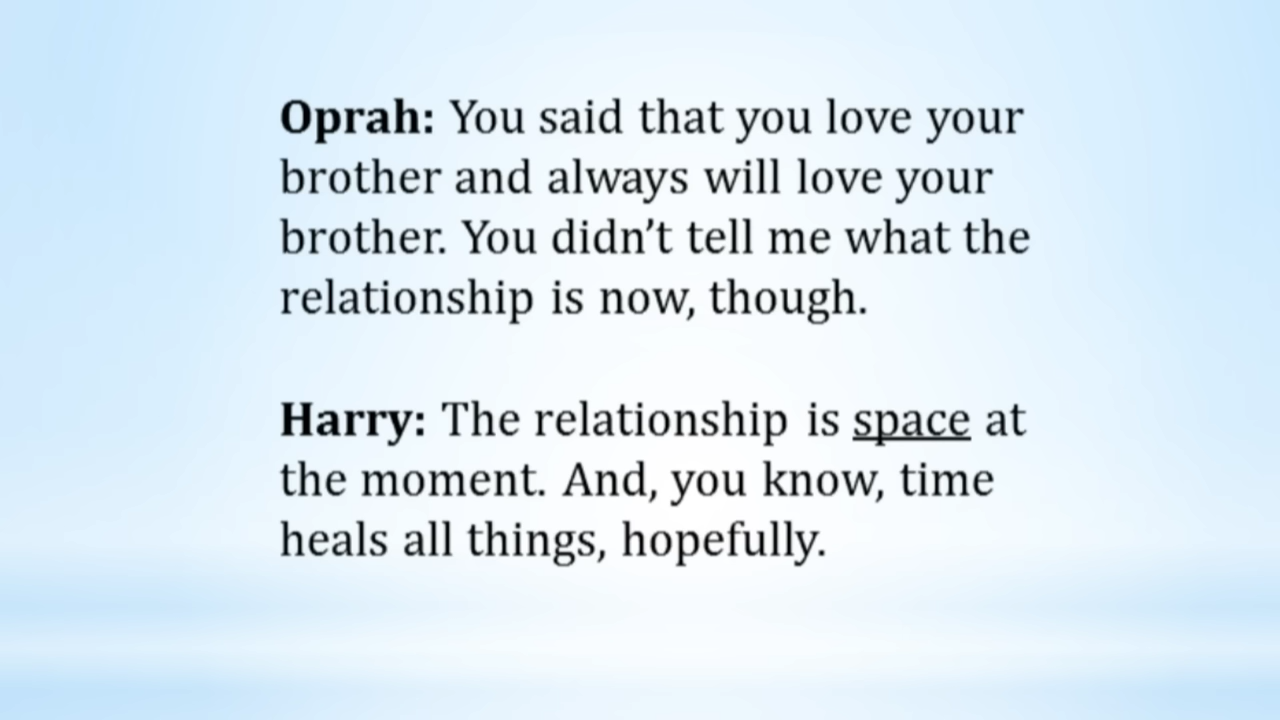 Oprah: You said that you love your
brother and always will love your
brother. You didn’t tell me what the
relationship is now, though.
Harry: The relationship is space at
the moment. And, you know, time
heals all things, hopefully.